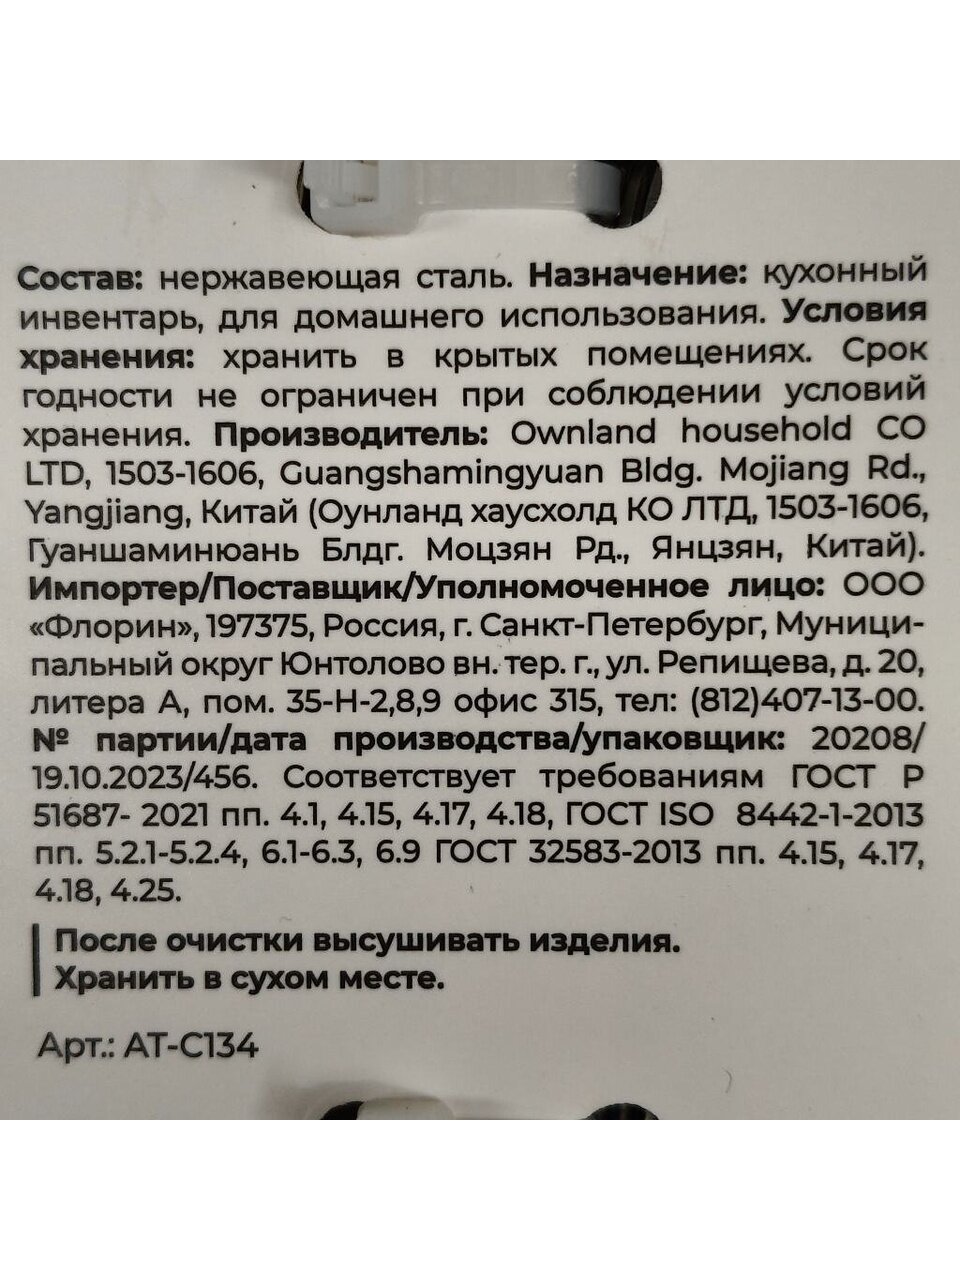 Состав: нержавеющая сталь. Назначение: кухонный
инвентарь, для домашнего использования. Условия
хранения: хранить в крытых помещениях. Срок
годности не ограничен при соблюдении условий
хранения. Производитель: Ownland household CO
LTD, 1503-1606, Guangshamingyuan Bldg. Mojiang Rd.,
Yangjiang, Китай (Оунланд хаусхолд КО ЛТД, 1503-1606,
Гуаншаминюань Блдг. Моцзян Рд., Янцзян, Китай).
Импортер/Поставщик/Уполномоченное лицо: ООО
«Флорин», 197375, Россия, г. Санкт-Петербург, Муници-
пальный округ Юнтолово вн. тер. г., ул. Репищева, д. 20,
литера А, пом. 35-Н-2,8,9 офис 315, тел: (812)407-13-00.
№ партии/дата производства/упаковщик: 20208/
19.10.2023/456. Соответствует требованиям ГОСТ Р
51687- 2021 пп. 4.1, 4.15, 4.17, 4.18, ГОСТ ISO 8442-1-2013
пп. 5.2.1-5.2.4, 6.1-6.3, 6.9 ГОСТ 32583-2013 пп. 4.15, 4.17,
4.18, 4.25.
После очистки высушивать изделия.
Хранить в сухом месте.
Арт.: AT-C134